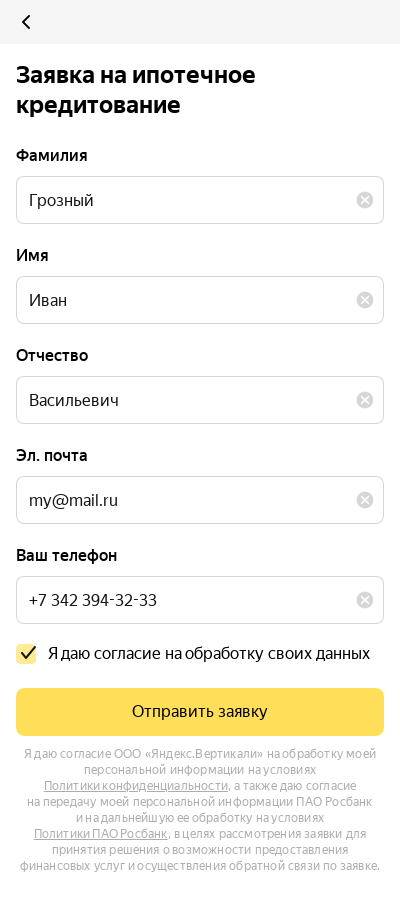 Заявка на ипотечное
кредитование
Фамилия
Грозный
Имя
Иван
Отчество
Васильевич
Эл. почта
my@mail.ru
Ваш телефон
+7 342 394-32-33
Я даю согласие на обработку своих данных
Отправить заявку
Я даю согласие ООО «Яндекс.Вертикали» на обработку моей
персональной информации на условиях
Политики конфиденциальности, а также даю согласие
на передачу моей персональной информации ПАО Росбанк
и на дальнейшую ее обработку на условиях
Политики ПАО Росбанк, в целях рассмотрения заявки для
принятия решения о возможности предоставления
финансовых услуг и осуществления обратной связи по заявке.